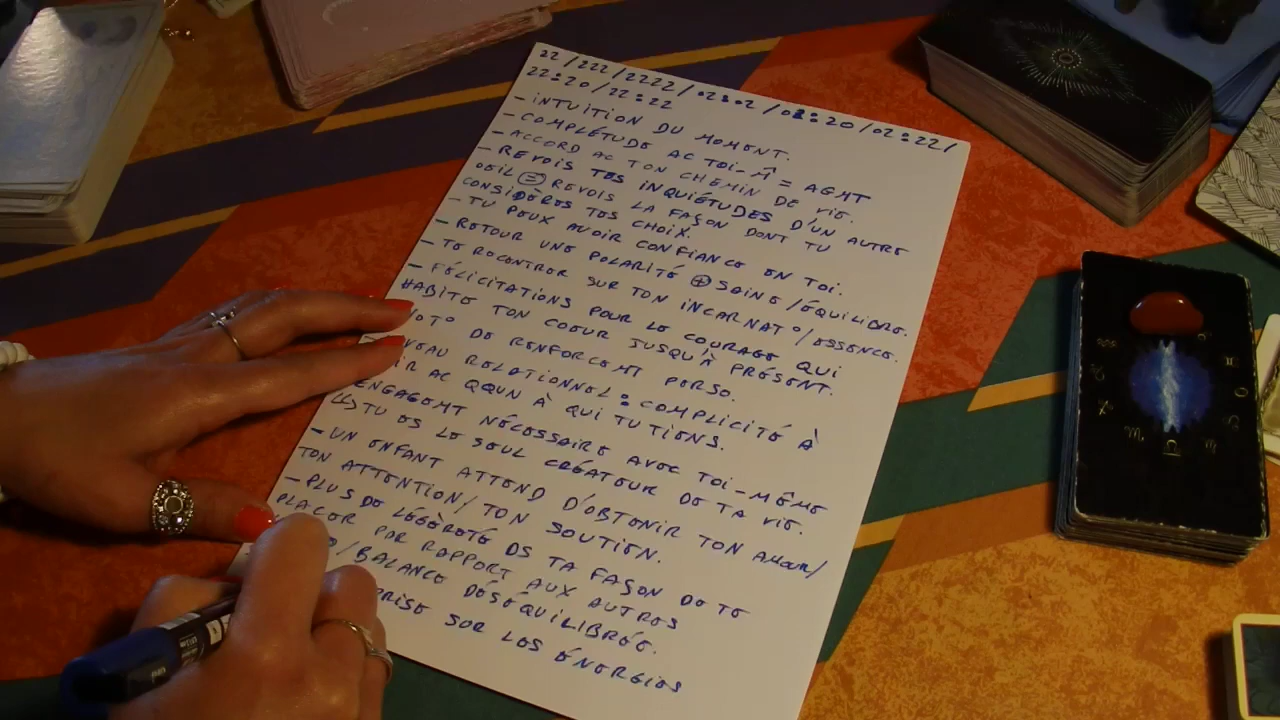 22/222/2222/02:02/02:20/02:22/
22:20/22:22
- INTUITION DU MOMENT.
- COMPLÉTUDE AC TOI-M̂ = AGMT
- ACCORD AC TON CHEMIN DE VIE.
- REVOIS TES INQUIÉTUDES D'UN AUTRE
OEIL (=) REVOIS LA FAÇON DONT TU
CONSIDÈRES TES CHOIX.
- TU PEUX AVOIR CONFIANCE EN TOI.
- RETOUR UNE POLARITÉ ⊕ SAINE/ÉQUILIBRE.
- TE RECONTRER SUR TON INCARNAT°/ESSENCE.
- FÉLICITATIONS POUR LE COURAGE QUI
HABITE TON COEUR JUSQU'À PRÉSENT.
DE RENFORCEMT PERSO.
RELATIONNEL : COMPLICITÉ À
AC QQUN À QUI TU TIENS.
ENGAGEMT NÉCESSAIRE AVEC TOI-MÊME
↳ TU ES LE SEUL CRÉATEUR DE TA VIE.
- UN ENFANT ATTEND D'OBTENIR TON AMOUR/
TON ATTENTION/TON SOUTIEN.
- PLUS DE LÉGÈRETÉ DS TA FAÇON DE TE
PLACER PAR RAPPORT AUX AUTRES
/BALANCE DÉSÉQUILIBRÉE.
SUR LES ÉNERGIES